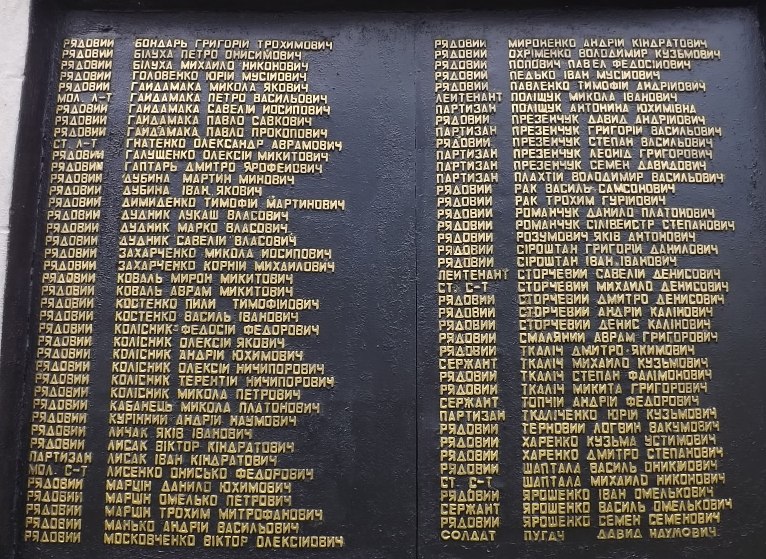 РЯДОВИЙ БОНДАРЬ ГРИГОРІЙ ТРОХИМОВИЧ
РЯДОВИЙ БІЛУХА ПЕТРО ОНИСИМОВИЧ
РЯДОВИЙ БІЛУХА МИХАЙЛО НИКОНОВИЧ
РЯДОВИЙ ГОЛОВЕНКО ЮРІЙ МУСІЙОВИЧ
РЯДОВИЙ ГАЙДАМАКА МИКОЛА ЯКОВИЧ
МОЛ. Л-Т ГАЙДАМАКА ПЕТРО ВАСИЛЬОВИЧ
РЯДОВИЙ ГАЙДАМАКА САВЕЛІЙ ЙОСИПОВИЧ
РЯДОВИЙ ГАЙДАМАКА ПАВЛО САВКОВИЧ
РЯДОВИЙ ГАЙДАМАКА ПАВЛО ПРОКОПОВИЧ
СТ. Л-Т ГНАТЕНКО ОЛЕКСАНДР АВРАМОВИЧ
РЯДОВИЙ ГАЛУЩЕНКО ОЛЕКСІЙ МИКИТОВИЧ
РЯДОВИЙ ГАПТАРЬ ДМИТРО ЯРОФЕЙОВИЧ
РЯДОВИЙ ДУБИНА МАРТИН МИНОВИЧ
РЯДОВИЙ ДУБИНА ІВАН ЯКОВИЧ
РЯДОВИЙ ДИМИДЕНКО ТИМОФІЙ МАРТИНОВИЧ
РЯДОВИЙ ДУДНИК ЛУКАШ ВЛАСОВИЧ
РЯДОВИЙ ДУДНИК МАРКО ВЛАСОВИЧ
РЯДОВИЙ ДУДНИК САВЕЛІЙ ВЛАСОВИЧ
РЯДОВИЙ ЗАХАРЧЕНКО МИКОЛА ЙОСИПОВИЧ
РЯДОВИЙ ЗАХАРЧЕНКО КОРНІЙ МИХАЙЛОВИЧ
РЯДОВИЙ КОВАЛЬ МИРОН МИКИТОВИЧ
РЯДОВИЙ КОВАЛЬ АВРАМ МИКИТОВИЧ
РЯДОВИЙ КОСТЕНКО ПИЛИ ТИМОФІЙОВИЧ
РЯДОВИЙ КОСТЕНКО ВАСИЛЬ ІВАНОВИЧ
РЯДОВИЙ КОЛІСНИК ФЕДОСІЙ ФЕДОРОВИЧ
РЯДОВИЙ КОЛІСНИК ОЛЕКСІЙ ЯКОВИЧ
РЯДОВИЙ КОЛІСНИК АНДРІЙ ЮХИМОВИЧ
РЯДОВИЙ КОЛІСНИК ОЛЕКСІЙ НИЧИПОРОВИЧ
РЯДОВИЙ КОЛІСНИК ТЕРЕНТІЙ НИЧИПОРОВИЧ
РЯДОВИЙ КОЛІСНИК МИКОЛА ПЕТРОВИЧ
РЯДОВИЙ КАБАНЕЦЬ МИКОЛА ПЛАТОНОВИЧ
РЯДОВИЙ КУРІННИЙ АНДРІЙ НАУМОВИЧ
РЯДОВИЙ ЛИЧАК ЯКІВ ІВАНОВИЧ
РЯДОВИЙ ЛИСАК ВІКТОР КІНДРАТОВИЧ
ПАРТИЗАН ЛИСАК ІВАН КІНДРАТОВИЧ
МОЛ. С-Т ЛИСЕНКО ОНИСЬКО ФЕДОРОВИЧ
РЯДОВИЙ МАРЦІН ДАНИЛО ЮХИМОВИЧ
РЯДОВИЙ МАРЦІН ОМЕЛЬКО ПЕТРОВИЧ
РЯДОВИЙ МАРЦІН ТРОХИМ МИТРОФАНОВИЧ
РЯДОВИЙ МАНЬКО АНДРІЙ ВАСИЛЬОВИЧ
РЯДОВИЙ МОСКОВЧЕНКО ВІКТОР ОЛЕКСІЙОВИЧ
РЯДОВИЙ МИРОНЕНКО АНДРІЙ КІНДРАТОВИЧ
РЯДОВИЙ ОХРІМЕНКО ВОЛОДИМИР КУЗЬМОВИЧ
РЯДОВИЙ ПОПОВИЧ ПАВЕЛ ФЕДОСІЙОВИЧ
РЯДОВИЙ ПЕДЬКО ІВАН МУСІЙОВИЧ
РЯДОВИЙ ПАВЛЕНКО ТИМОФІЙ АНДРІЙОВИЧ
ЛЕЙТЕНАНТ ПОЛІЩУК МИКОЛА ІВАНОВИЧ
ПАРТИЗАН ПОЛІЩУК АНТОНИНА ЮХИМІВНА
РЯДОВИЙ ПРЕЗЕНЧУК ДАВИД АНДРІЙОВИЧ
ПАРТИЗАН ПРЕЗЕНЧУК ГРИГОРІЙ ВАСИЛЬОВИЧ
РЯДОВИЙ ПРЕЗЕНЧУК СТЕПАН ВАСИЛЬОВИЧ
ПАРТИЗАН ПРЕЗЕНЧУК ЛЕОНІД ГРИГОРОВИЧ
ПАРТИЗАН ПРЕЗЕНЧУК СЕМЕН ДАВИДОВИЧ
ПАРТИЗАН ПЛАХТІЙ ВОЛОДИМИР ВАСИЛЬОВИЧ
РЯДОВИЙ РАК ВАСИЛЬ САМСОНОВИЧ
РЯДОВИЙ РАК ТРОХИМ ГУРІЙОВИЧ
РЯДОВИЙ РОМАНЧУК ДАНИЛО ПЛАТОНОВИЧ
РЯДОВИЙ РОМАНЧУК СІЛІВЕЙСТР СТЕПАНОВИЧ
РЯДОВИЙ РОЗУМОВИЧ ЯКІВ АНТОНОВИЧ
РЯДОВИЙ СІРОШТАН ГРИГОРІЙ ДАНИЛОВИЧ
РЯДОВИЙ СІРОШТАН ІВАН ІВАНОВИЧ
ЛЕЙТЕНАНТ СТОРЧЕВИЙ САВЕЛІЙ ДЕНИСОВИЧ
СТ. С-Т СТОРЧЕВИЙ МИХАЙЛО ДЕНИСОВИЧ
РЯДОВИЙ СТОРЧЕВИЙ ДМИТРО ДЕНИСОВИЧ
РЯДОВИЙ СТОРЧЕВИЙ АНДРІЙ КАЛІНОВИЧ
РЯДОВИЙ СТОРЧЕВИЙ ДЕНИС КАЛІНОВИЧ
РЯДОВИЙ СМАЛЯНИЙ АВРАМ ГРИГОРОВИЧ
РЯДОВИЙ ТКАЛІЧ ДМИТРО ЯКИМОВИЧ
СЕРЖАНТ ТКАЛІЧ МИХАЙЛО КУЗЬМОВИЧ
РЯДОВИЙ ТКАЛІЧ СТЕПАН ФАЛІМОНОВИЧ
РЯДОВИЙ ТКАЛІЧ МИКИТА ГРИГОРОВИЧ
СЕРЖАНТ ТОПЧІЙ АНДРІЙ ФЕДОРОВИЧ
ПАРТИЗАН ТКАЛІЧЕНКО ЮРІЙ КУЗЬМОВИЧ
РЯДОВИЙ ТЕРНОВИЙ ЛОГВИН ВАКУМОВИЧ
РЯДОВИЙ ХАРЕНКО КУЗЬМА УСТИМОВИЧ
РЯДОВИЙ ХАРЕНКО ДМИТРО СТЕПАНОВИЧ
РЯДОВИЙ ШАПТАЛА ВАСИЛЬ ОНИКІЙОВИЧ
СТ. С-Т ШАПТАЛА МИХАЙЛО НИКОНОВИЧ
РЯДОВИЙ ЯРОШЕНКО ІВАН ОМЕЛЬКОВИЧ
СЕРЖАНТ ЯРОШЕНКО ВАСИЛЬ ОМЕЛЬКОВИЧ
РЯДОВИЙ ЯРОШЕНКО СЕМЕН СЕМЕНОВИЧ
СОЛДАТ ПУГАЧ ДАВИД НАУМОВИЧ